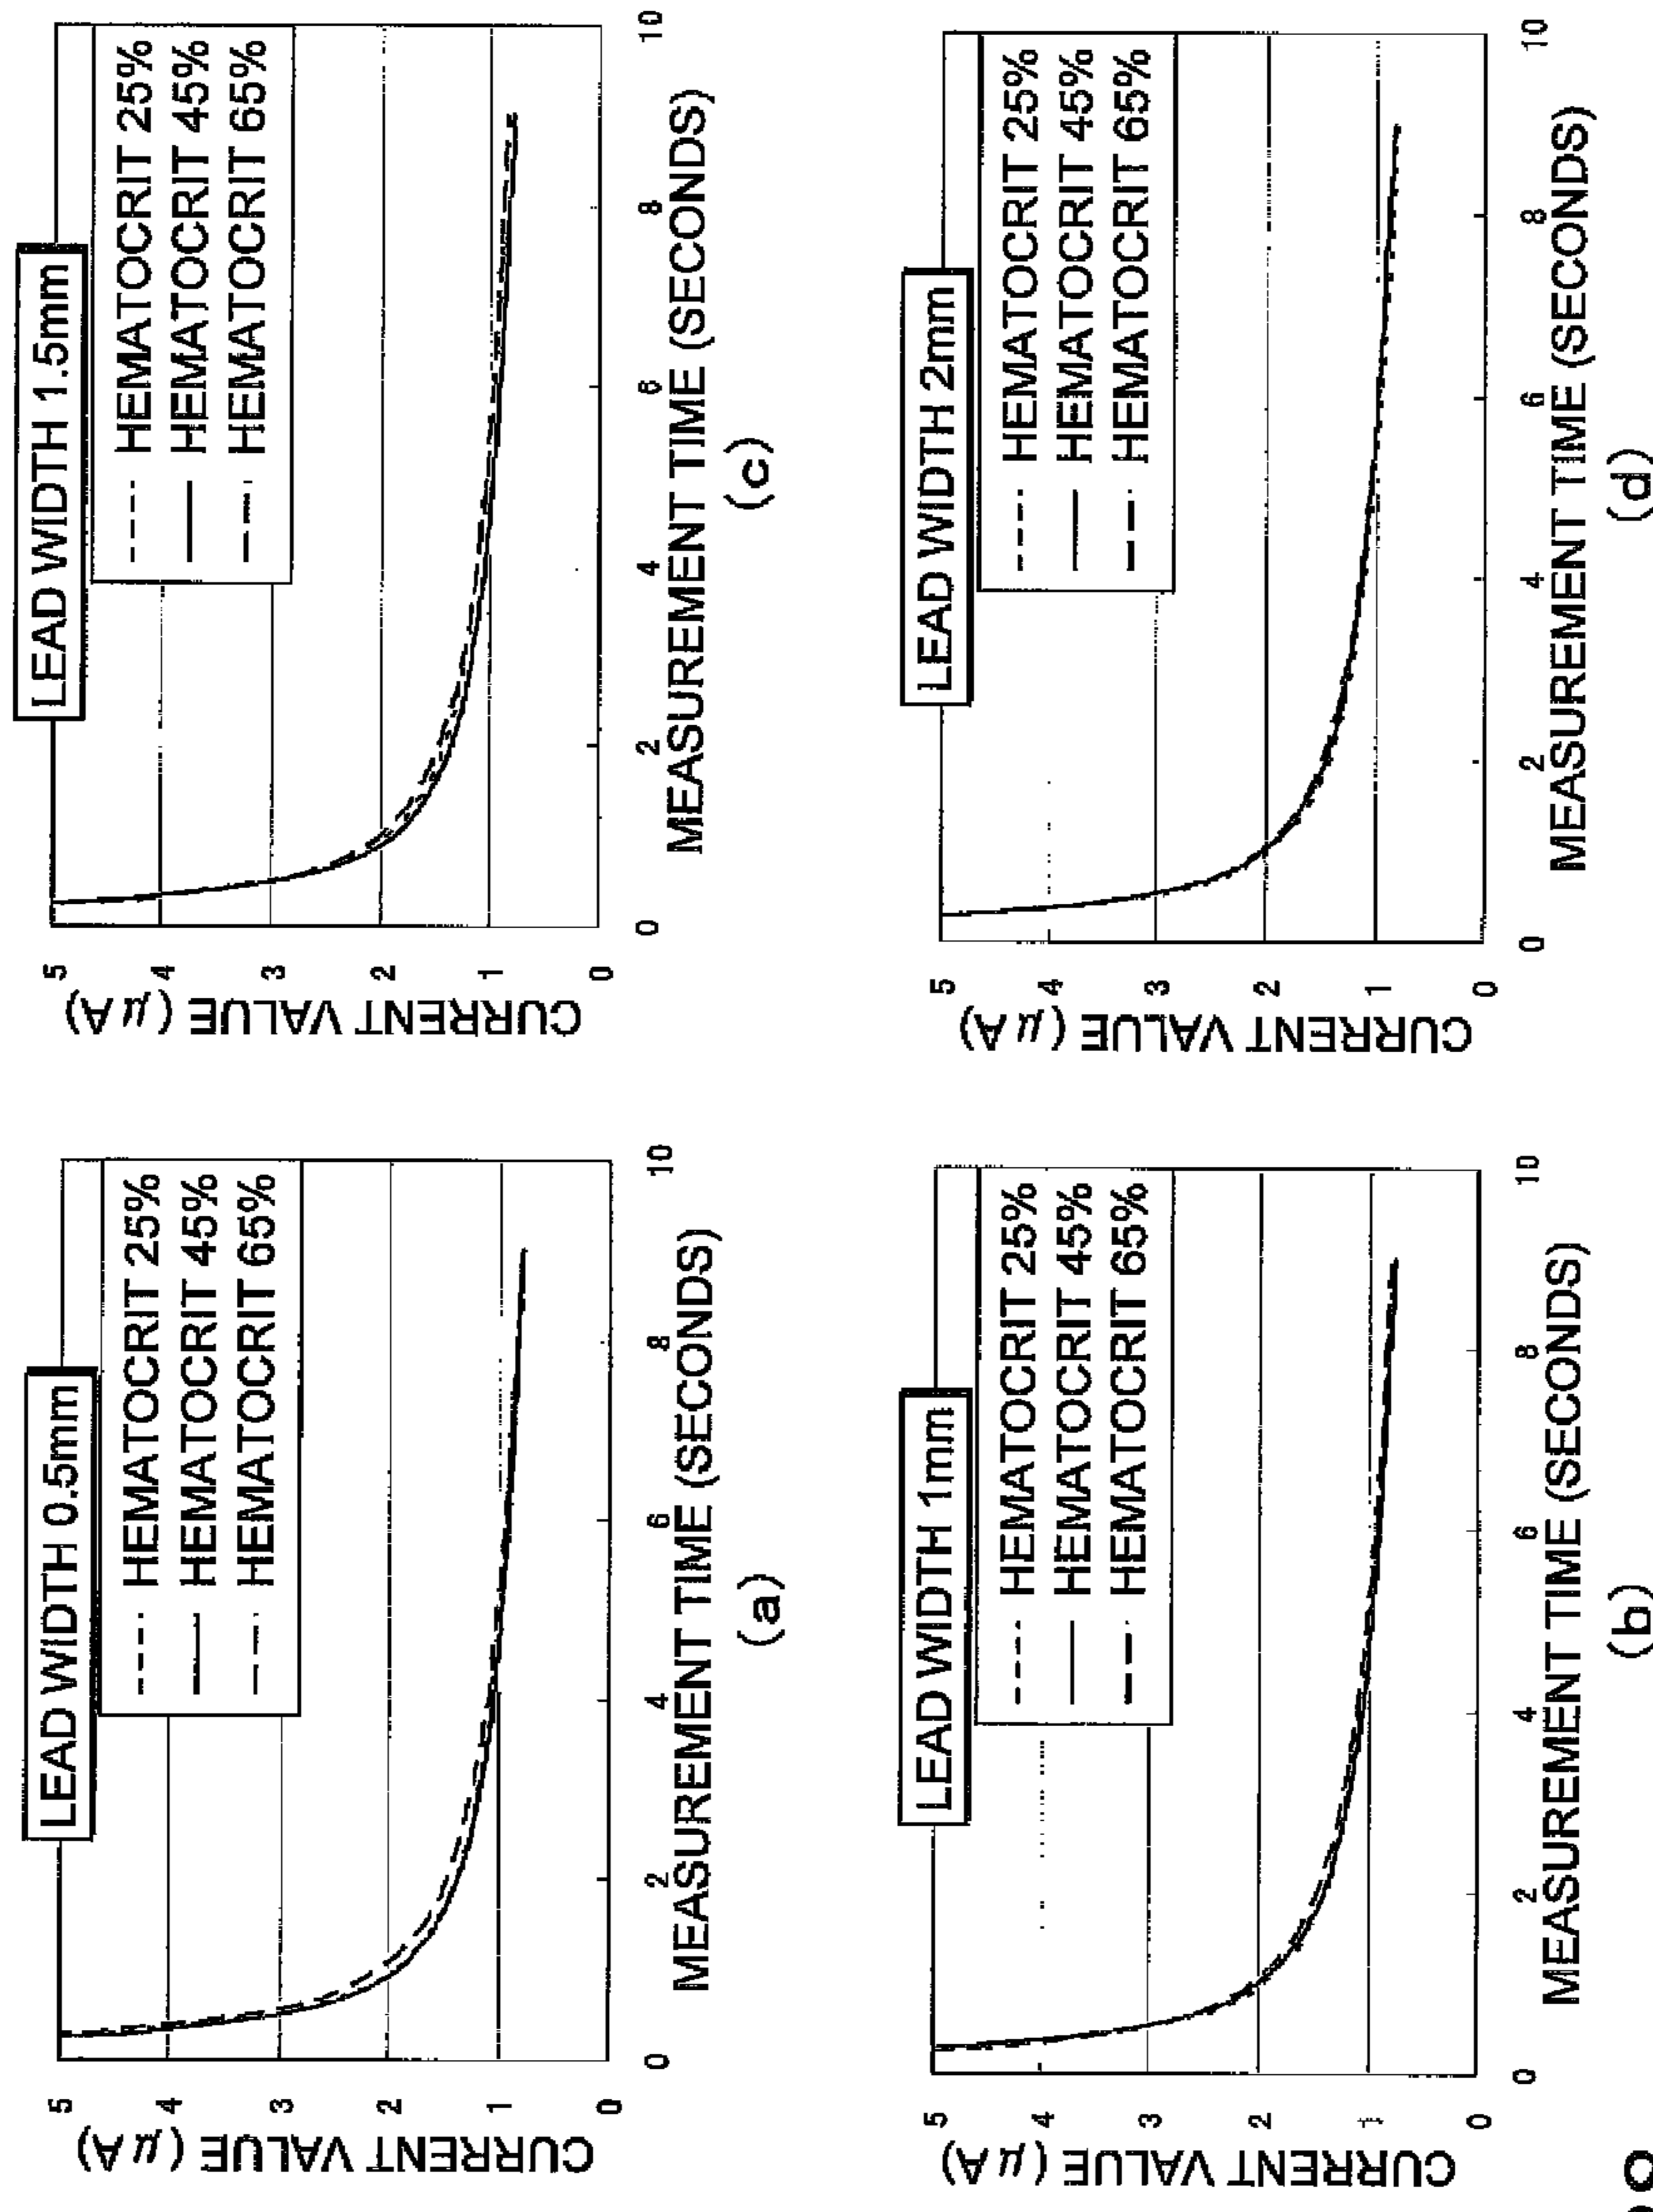 LEAD WIDTH 0.5mm
HEMATOCRIT 25%
HEMATOCRIT 45%
HEMATOCRIT 65%
CURRENT VALUE (μA)
5
4
3
2
1
0
0 2 4 6 8 10
MEASUREMENT TIME (SECONDS)
(a)
LEAD WIDTH 1mm
HEMATOCRIT 25%
HEMATOCRIT 45%
HEMATOCRIT 65%
CURRENT VALUE (μA)
5
4
3
2
1
0
0 2 4 6 8 10
MEASUREMENT TIME (SECONDS)
(b)
LEAD WIDTH 1.5mm
HEMATOCRIT 25%
HEMATOCRIT 45%
HEMATOCRIT 65%
CURRENT VALUE (μA)
5
4
3
2
1
0
0 2 4 6 8 10
MEASUREMENT TIME (SECONDS)
(c)
LEAD WIDTH 2mm
HEMATOCRIT 25%
HEMATOCRIT 45%
HEMATOCRIT 65%
CURRENT VALUE (μA)
5
4
3
2
1
0
0 2 4 6 8 10
MEASUREMENT TIME (SECONDS)
(d)